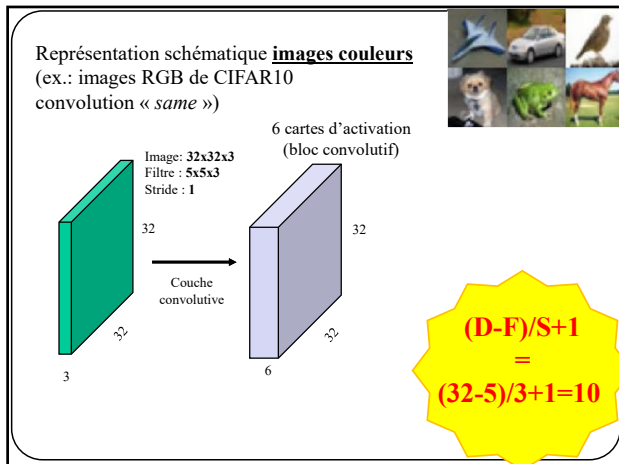 Représentation schématique images couleurs
(ex.: images RGB de CIFAR10
convolution « same »)
6 cartes d’activation
(bloc convolutif)
Image: 32x32x3
Filtre : 5x5x3
Stride : 1
32
32
Couche
convolutive
32
32
3
6
(D-F)/S+1
=
(32-5)/3+1=10